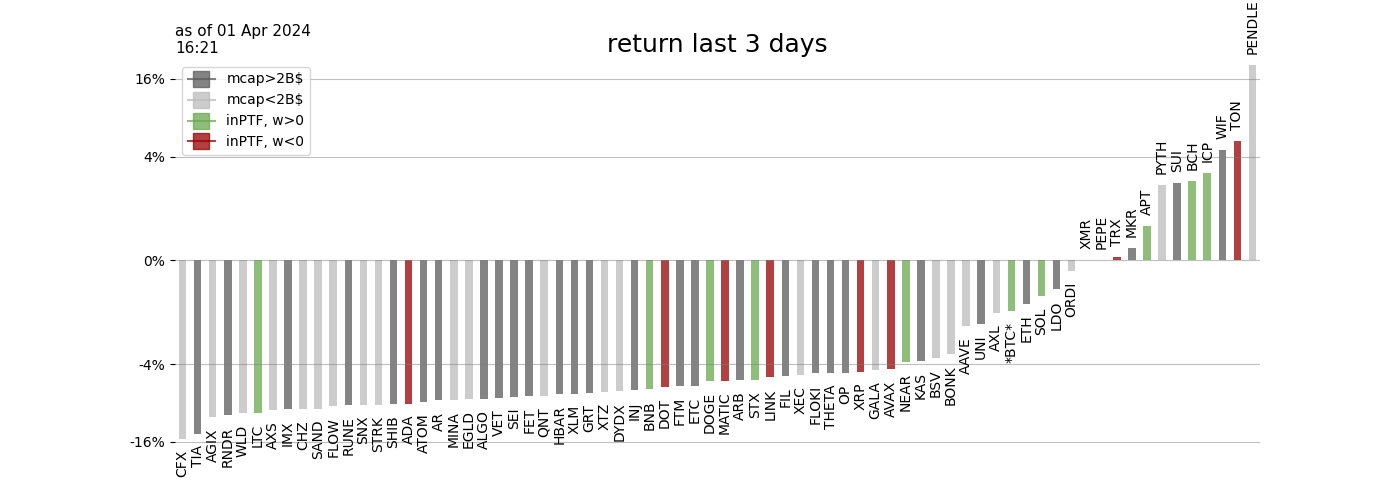 as of 01 Apr 2024
16:21
return last 3 days
mcap>2B$
mcap<2B$
inPTF, w>0
inPTF, w<0
16%
4%
0%
-4%
-16%
CFX
TIA
AGIX
RNDR
WLD
LTC
AXS
IMX
CHZ
SAND
FLOW
RUNE
SNX
STRK
SHIB
ADA
ATOM
AR
MINA
EGLD
ALGO
VET
SEI
FET
QNT
HBAR
XLM
GRT
XTZ
DYDX
INJ
BNB
DOT
FTM
ETC
DOGE
MATIC
ARB
STX
LINK
FIL
XEC
FLOKI
THETA
OP
XRP
GALA
AVAX
NEAR
KAS
BSV
BONK
AAVE
UNI
AXL
*BTC*
ETH
SOL
LDO
ORDI
XMR
PEPE
TRX
MKR
APT
PYTH
SUI
BCH
ICP
WIF
TON
PENDLE